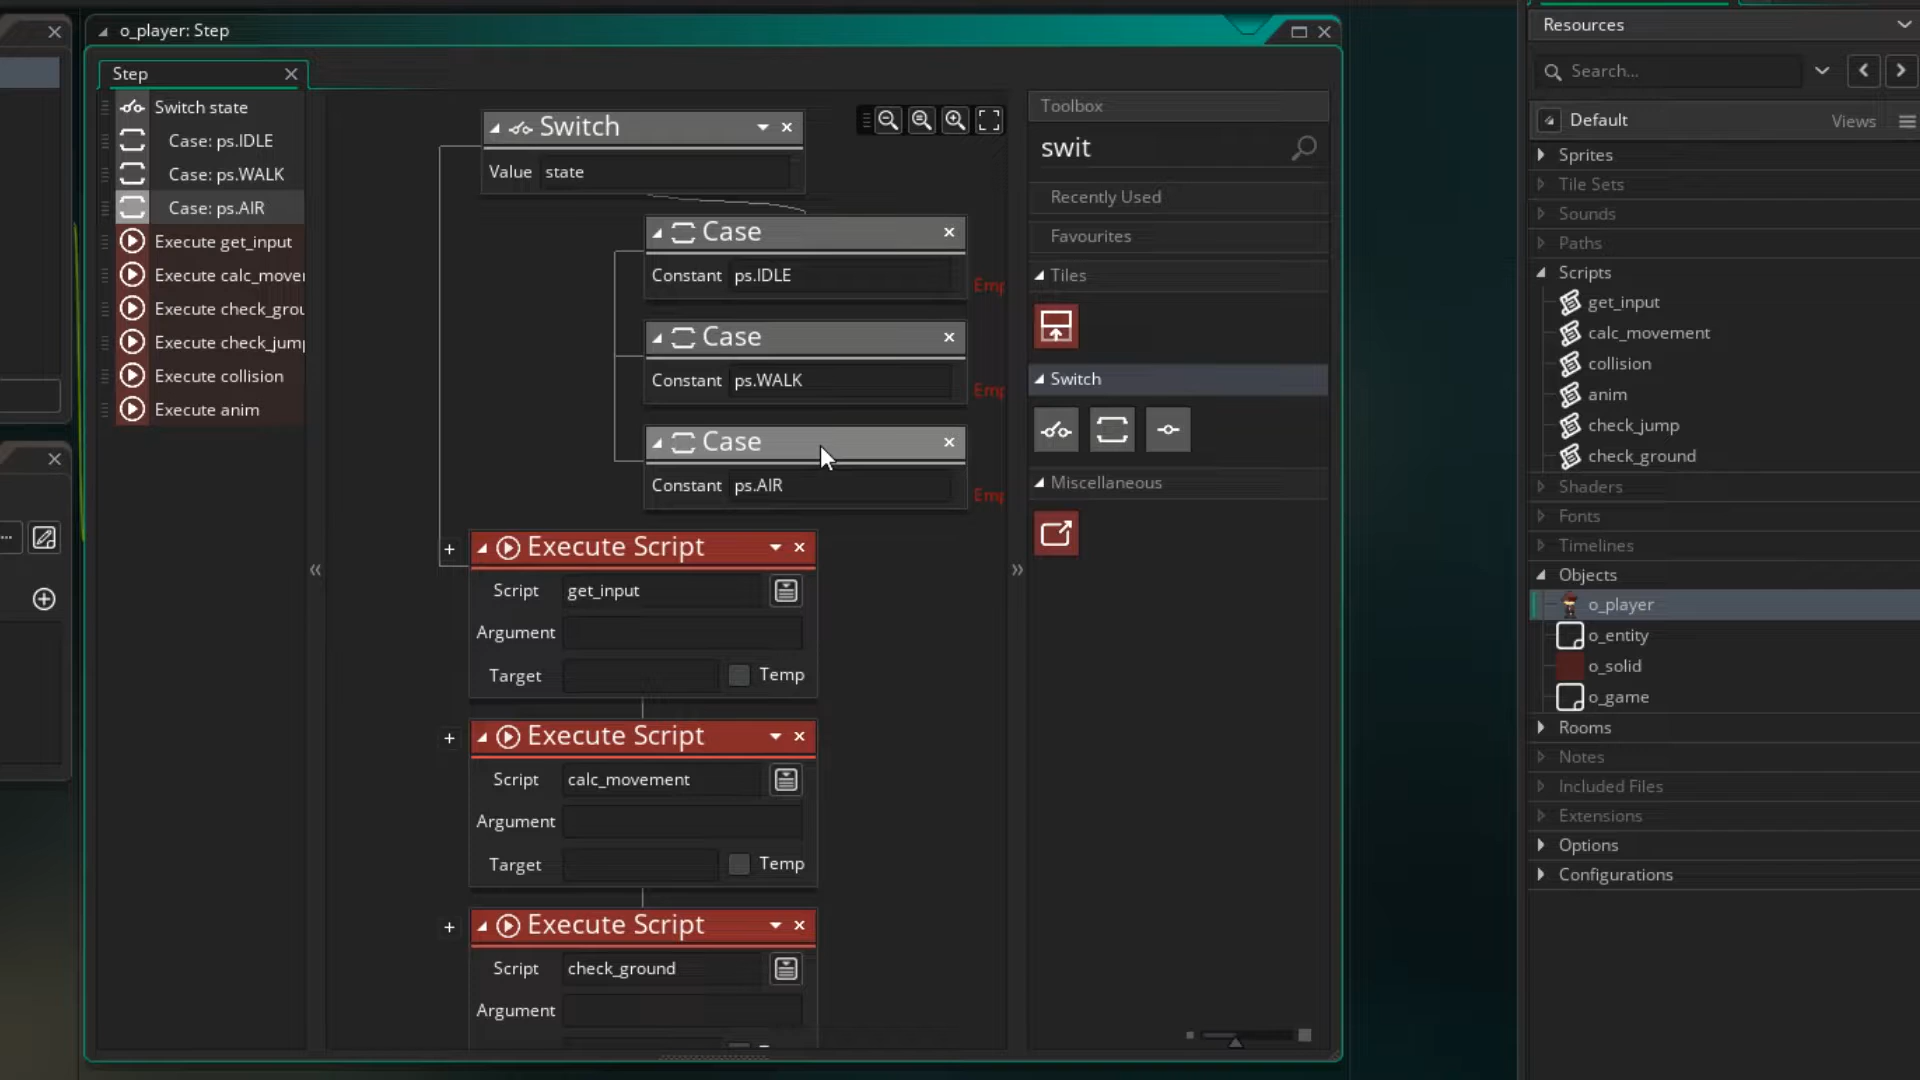 o_player: Step
Step
Switch state
Case: ps.IDLE
Case: ps.WALK
Case: ps.AIR
Execute get_input
Execute calc_mover
Execute check_grou
Execute check_jump
Execute collision
Execute anim
Switch
Value state
Case
Constant ps.IDLE
Emp
Case
Constant ps.WALK
Emp
Case
Constant ps.AIR
Emp
Execute Script
Script get_input
Argument
Target Temp
Execute Script
Script calc_movement
Argument
Target Temp
Execute Script
Script check_ground
Argument
Toolbox
swit
Recently Used
Favourites
Tiles
Switch
Miscellaneous
Resources
Search...
Default Views
Sprites
Tile Sets
Sounds
Paths
Scripts
get_input
calc_movement
collision
anim
check_jump
check_ground
Shaders
Fonts
Timelines
Objects
o_player
o_entity
o_solid
o_game
Rooms
Notes
Included Files
Extensions
Options
Configurations